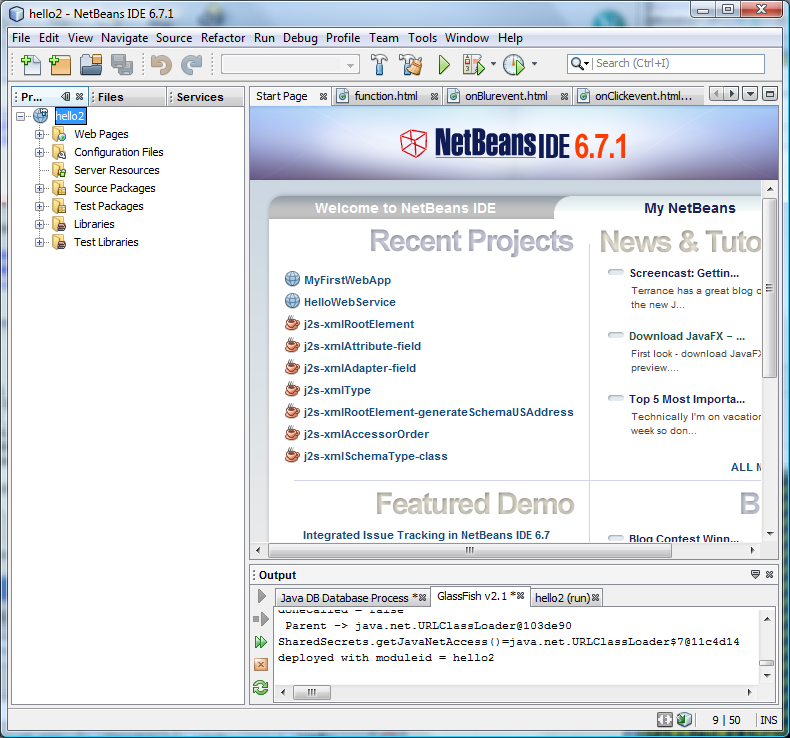 hello2 - NetBeans IDE 6.7.1
File Edit View Navigate Source Refactor Run Debug Profile Team Tools Window Help
Search (Ctrl+I)
Pr... Files Services
Start Page function.html onBlurevent.html onClickevent.html...
hello2
Web Pages
Configuration Files
Server Resources
Source Packages
Test Packages
Libraries
Test Libraries
NetBeans IDE 6.7.1
Welcome to NetBeans IDE
My NetBeans
Recent Projects
MyFirstWebApp
HelloWebService
j2s-xmlRootElement
j2s-xmlAttribute-field
j2s-xmlAdapter-field
j2s-xmlType
j2s-xmlRootElement-generateSchemaUSAddress
j2s-xmlAccessorOrder
j2s-xmlSchemaType-class
Featured Demo
Integrated Issue Tracking in NetBeans IDE 6.7
News & Tuto
Screencast: Gettin...
Terrance has a great blog
the new J...
Download JavaFX – ...
First look - download JavaFX
preview....
Top 5 Most Importa...
Technically I'm on vacation
week so don...
ALL
B
Blog Contest Winn...
Output
Java DB Database Process * GlassFish v2.1 * hello2 (run)
doneCalled = false
Parent -> java.net.URLClassLoader@103de90
SharedSecrets.getJavaNetAccess()=java.net.URLClassLoader$7@11c4d14
deployed with moduleid = hello2
9 | 50 INS